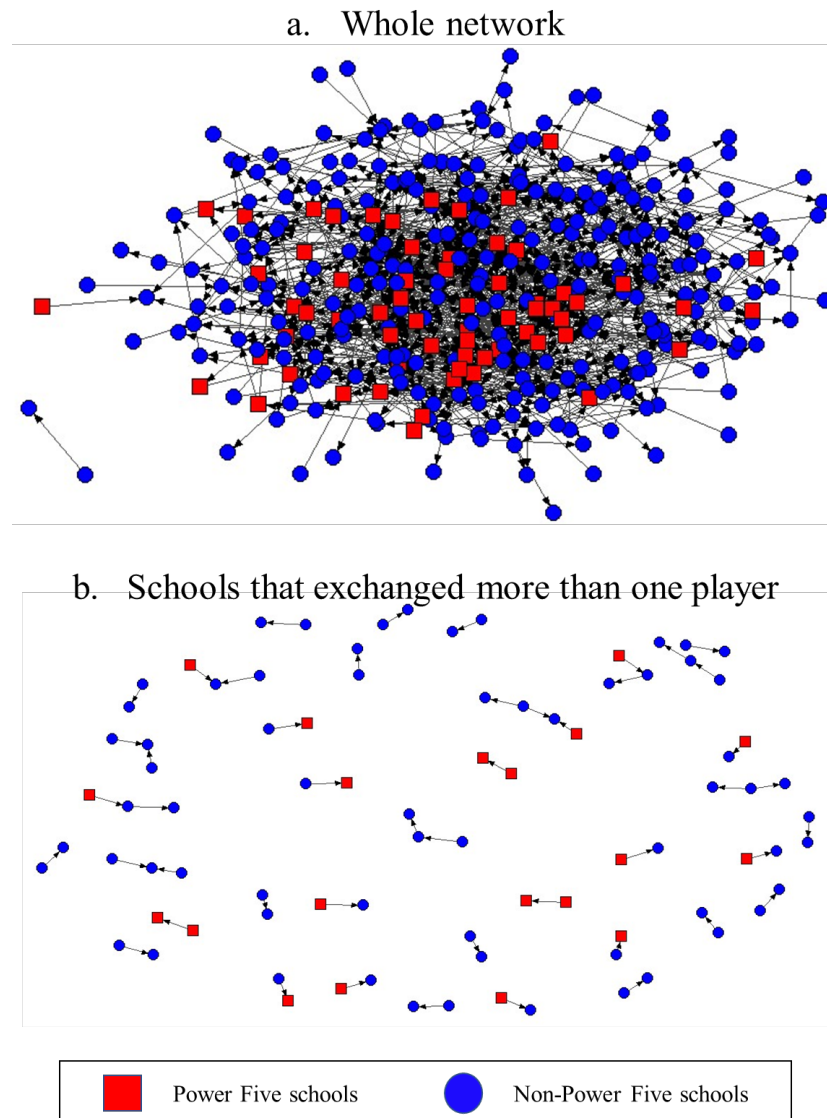 a. Whole network
b. Schools that exchanged more than one player
Power Five schools
Non-Power Five schools